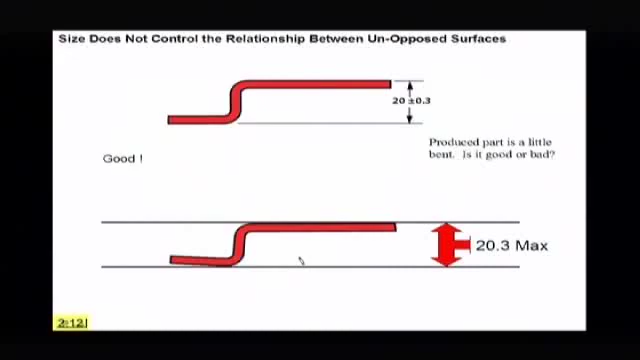 Size Does Not Control the Relationship Between Un-Opposed Surfaces
20 ±0.3
Produced part is a little
bent. Is it good or bad?
Good !
20.3 Max
2:12